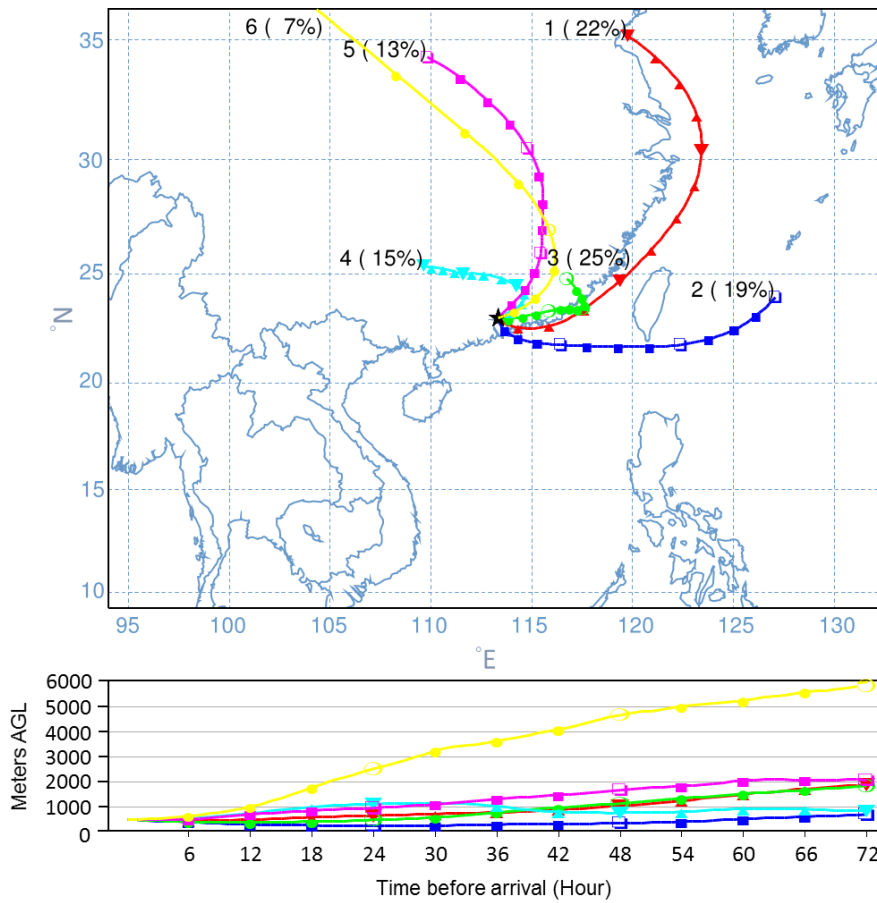 6 ( 7%)
1 ( 22%)
5 ( 13%)
4 ( 15%)
3 ( 25%)
2 ( 19%)
35
30
25
20
15
10
°N
95 100 105 110 115 120 125 130
°E
6000
5000
4000
3000
2000
1000
0
Meters AGL
6 12 18 24 30 36 42 48 54 60 66 72
Time before arrival (Hour)